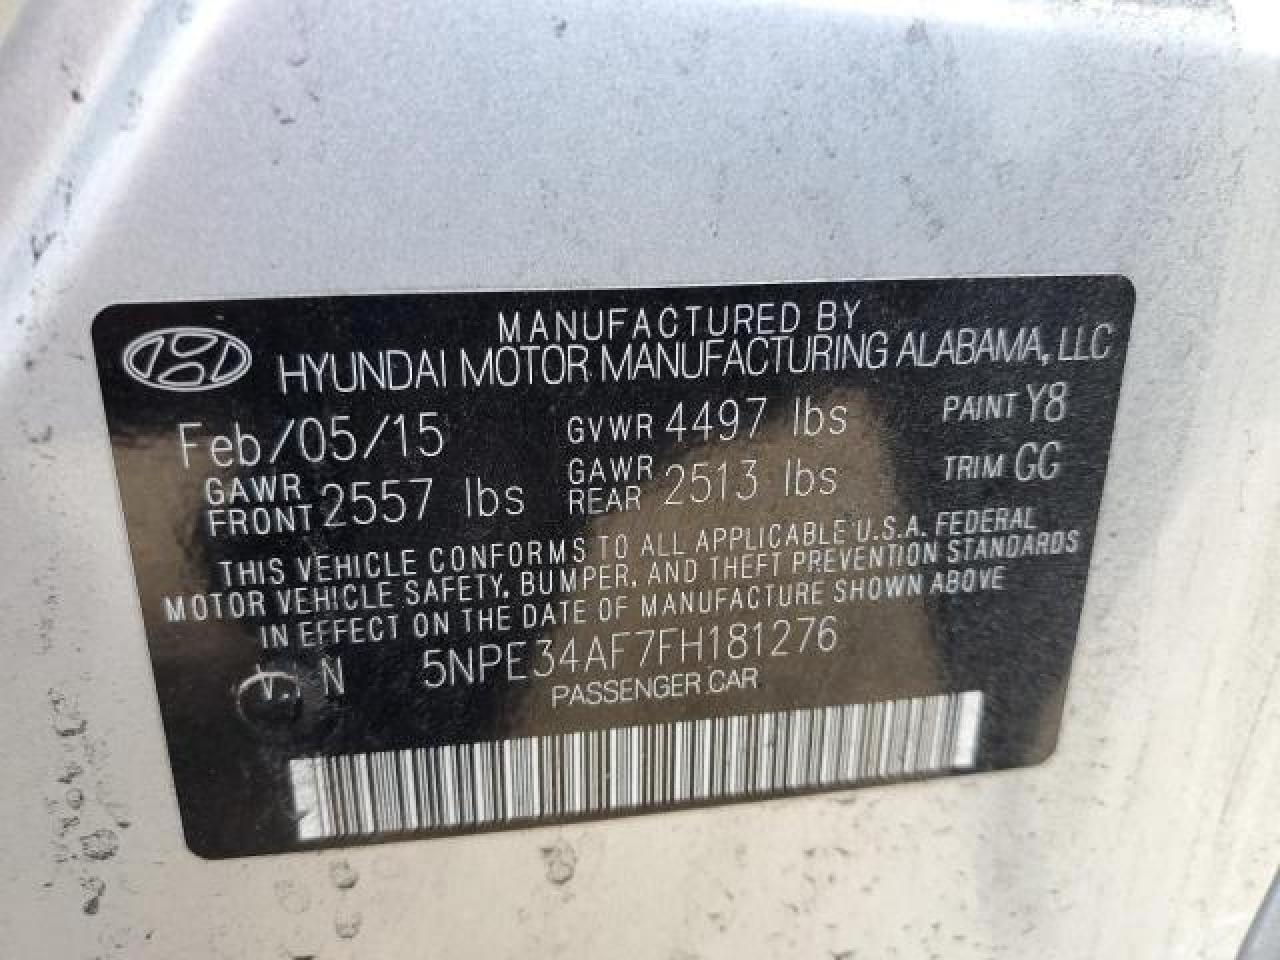 MANUFACTURED BY
HYUNDAI MOTOR MANUFACTURING ALABAMA, LLC
Feb/05/15 GVWR 4497 lbs PAINT Y8
GAWR FRONT 2557 lbs GAWR REAR 2513 lbs TRIM GG
THIS VEHICLE CONFORMS TO ALL APPLICABLE U.S.A. FEDERAL
MOTOR VEHICLE SAFETY, BUMPER, AND THEFT PREVENTION STANDARDS
IN EFFECT ON THE DATE OF MANUFACTURE SHOWN ABOVE
V I N 5NPE34AF7FH181276
PASSENGER CAR